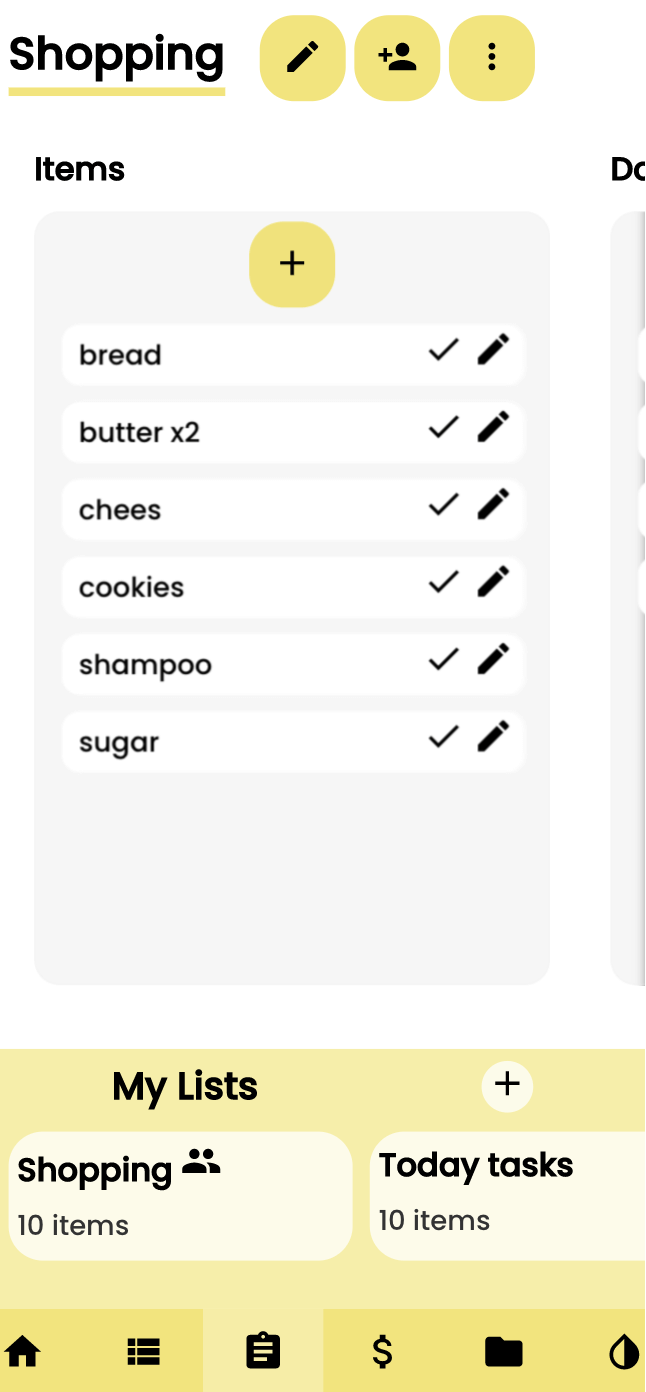 Shopping
Items
+
bread
butter x2
chees
cookies
shampoo
sugar
My Lists
+
Shopping
10 items
Today tasks
10 items
$